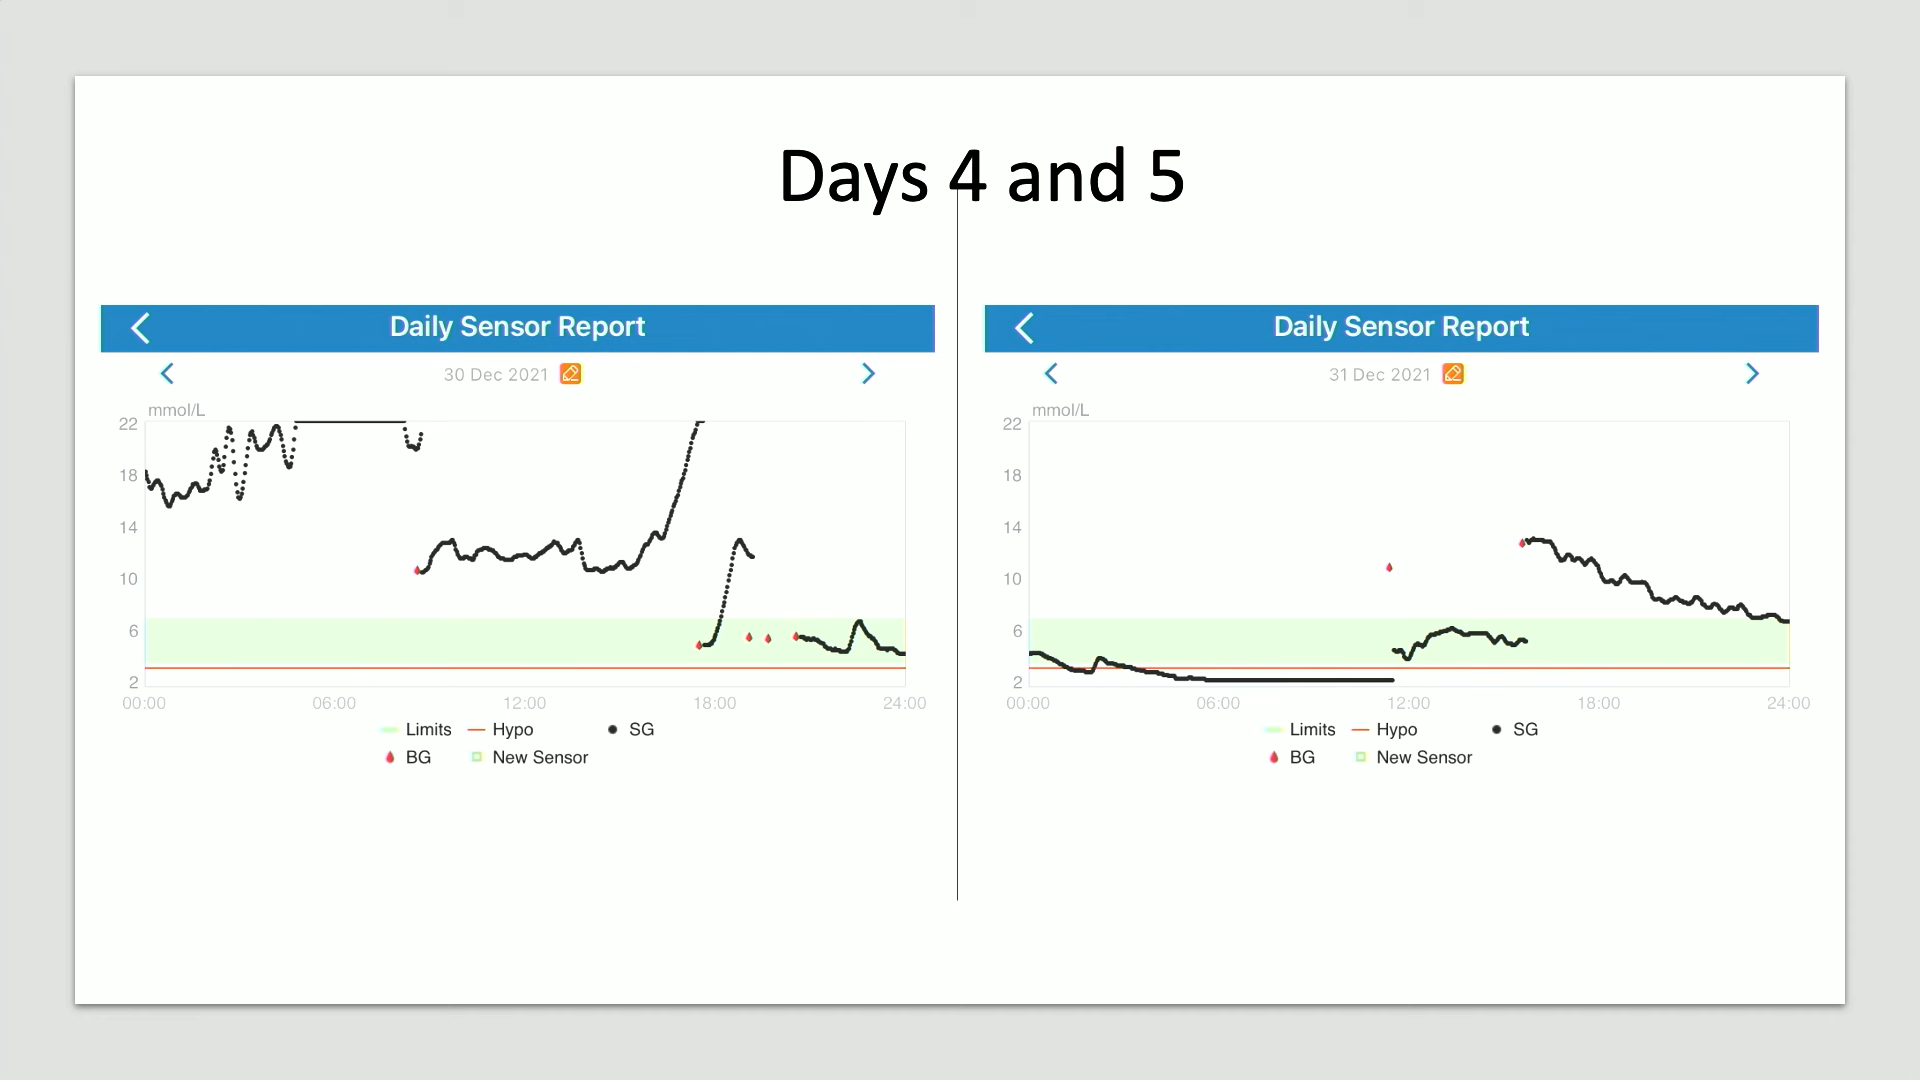 Days 4 and 5
Daily Sensor Report
30 Dec 2021
mmol/L
22
18
14
10
6
2
00:00 06:00 12:00 18:00 24:00
Limits Hypo SG
BG New Sensor
Daily Sensor Report
31 Dec 2021
mmol/L
22
18
14
10
6
2
00:00 06:00 12:00 18:00 24:00
Limits Hypo SG
BG New Sensor